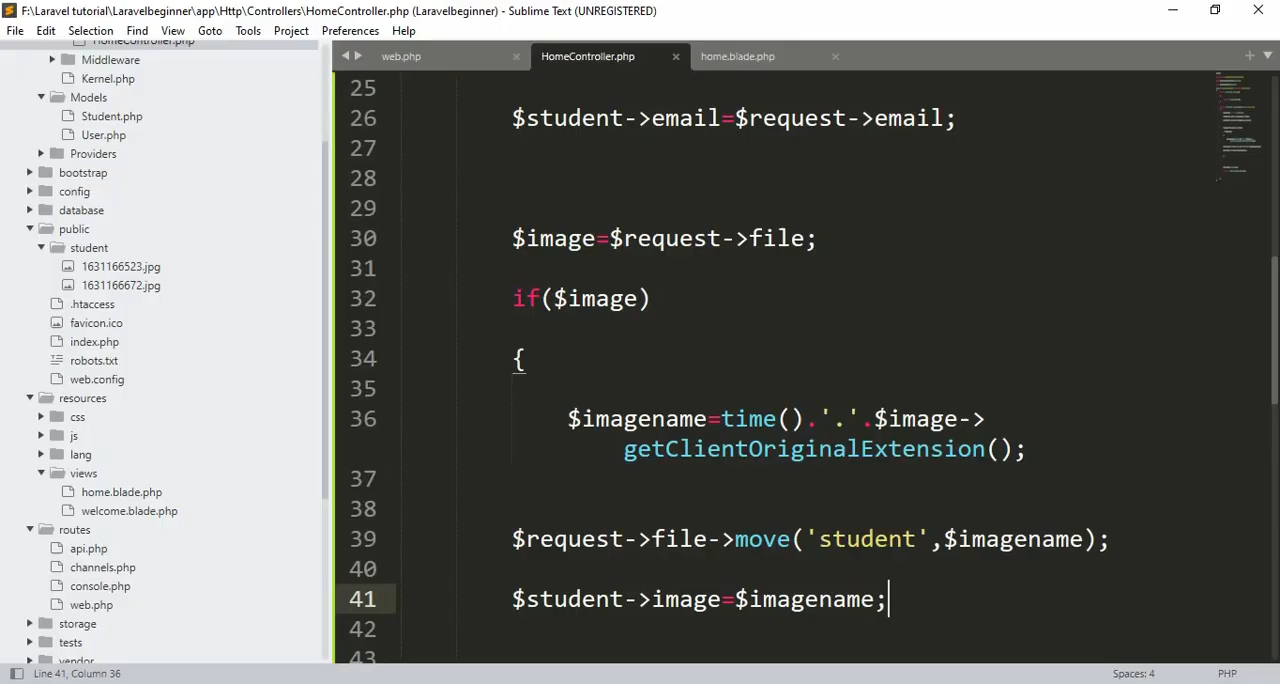 F:\Laravel tutorial\Laravelbeginner\app\Http\Controllers\HomeController.php (Laravelbeginner) - Sublime Text (UNREGISTERED)
File Edit Selection Find View Goto Tools Project Preferences Help
HomeController.php
Middleware
Kernel.php
Models
Student.php
User.php
Providers
bootstrap
config
database
public
student
1631166523.jpg
1631166672.jpg
.htaccess
favicon.ico
index.php
robots.txt
web.config
resources
css
js
lang
views
home.blade.php
welcome.blade.php
routes
api.php
channels.php
console.php
web.php
storage
tests
vendor
web.php HomeController.php home.blade.php
25
26 $student->email=$request->email;
27
28
29
30 $image=$request->file;
31
32 if($image)
33
34 {
35
36 $imagename=time().'.'.$image->
getClientOriginalExtension();
37
38
39 $request->file->move('student',$imagename);
40
41 $student->image=$imagename;
42
43
Line 41, Column 36 Spaces: 4 PHP